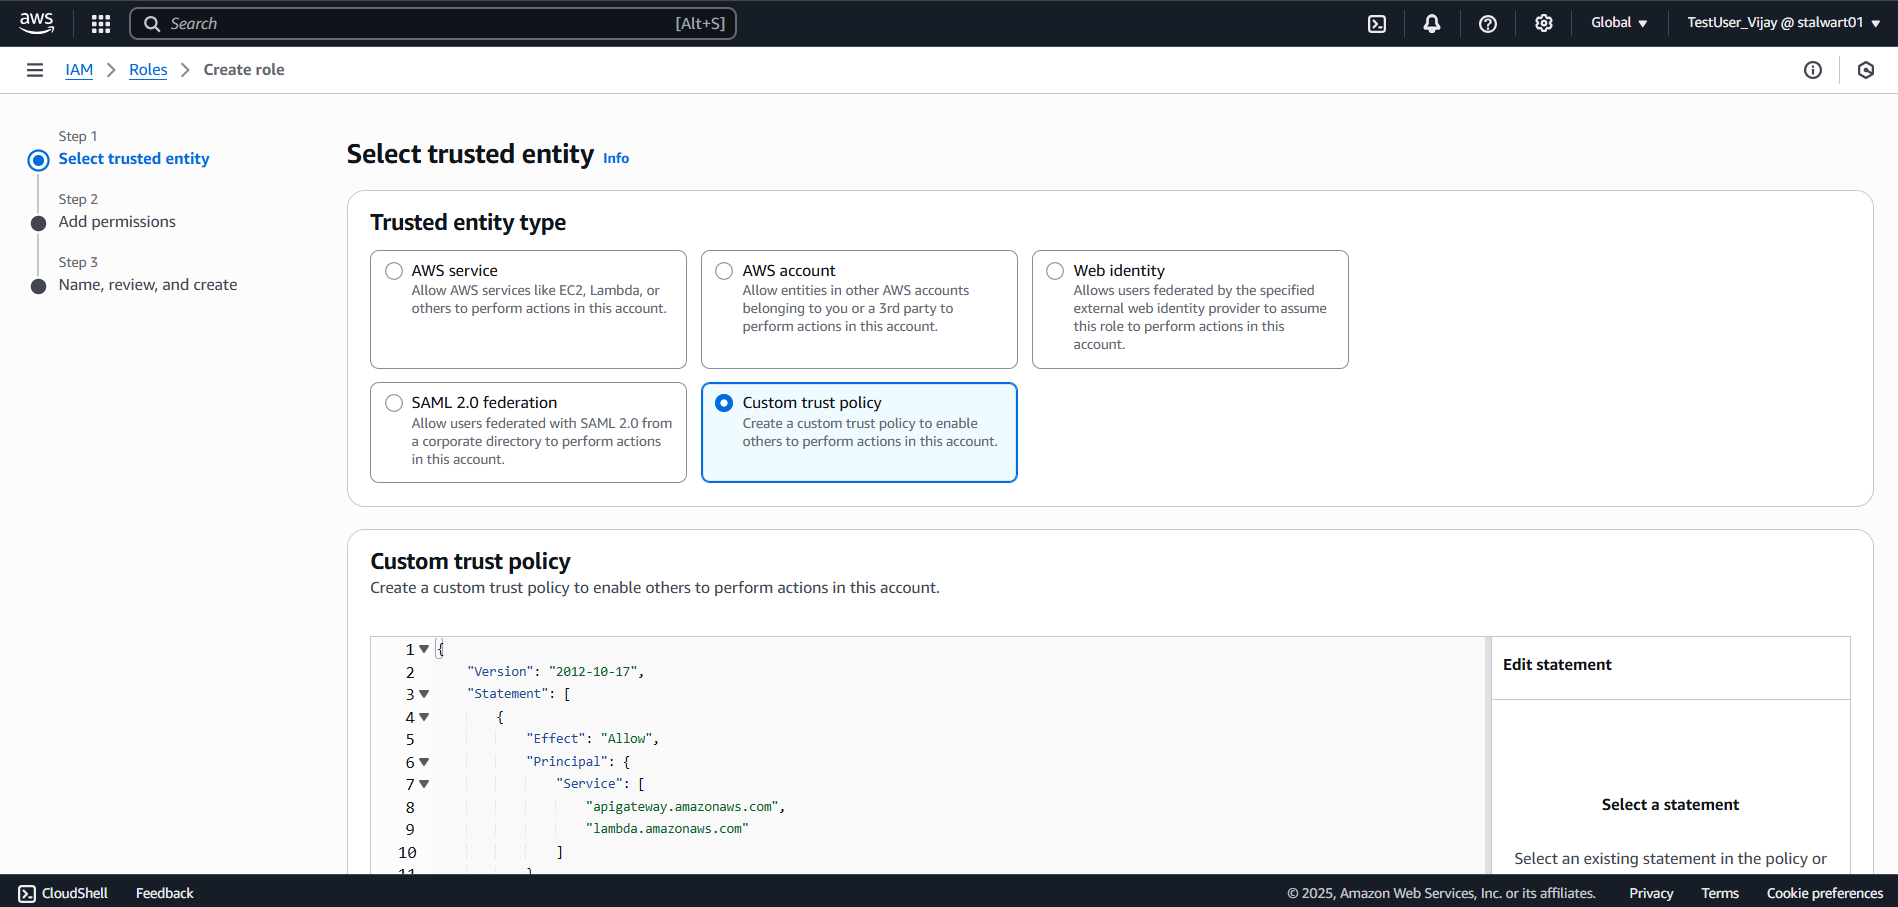 aws
Search [Alt+S]
Global
TestUser_Vijay @ stalwart01
IAM
Roles
Create role
Step 1
Select trusted entity
Step 2
Add permissions
Step 3
Name, review, and create
Select trusted entity Info
Trusted entity type
AWS service
Allow AWS services like EC2, Lambda, or
others to perform actions in this account.
AWS account
Allow entities in other AWS accounts
belonging to you or a 3rd party to
perform actions in this account.
Web identity
Allows users federated by the specified
external web identity provider to assume
this role to perform actions in this
account.
SAML 2.0 federation
Allow users federated with SAML 2.0 from
a corporate directory to perform actions
in this account.
Custom trust policy
Create a custom trust policy to enable
others to perform actions in this account.
Custom trust policy
Create a custom trust policy to enable others to perform actions in this account.
1 {
2 "Version": "2012-10-17",
3 "Statement": [
4 {
5 "Effect": "Allow",
6 "Principal": {
7 "Service": [
8 "apigateway.amazonaws.com",
9 "lambda.amazonaws.com"
10 ]
11 }
Edit statement
Select a statement
Select an existing statement in the policy or
CloudShell
Feedback
© 2025, Amazon Web Services, Inc. or its affiliates.
Privacy
Terms
Cookie preferences